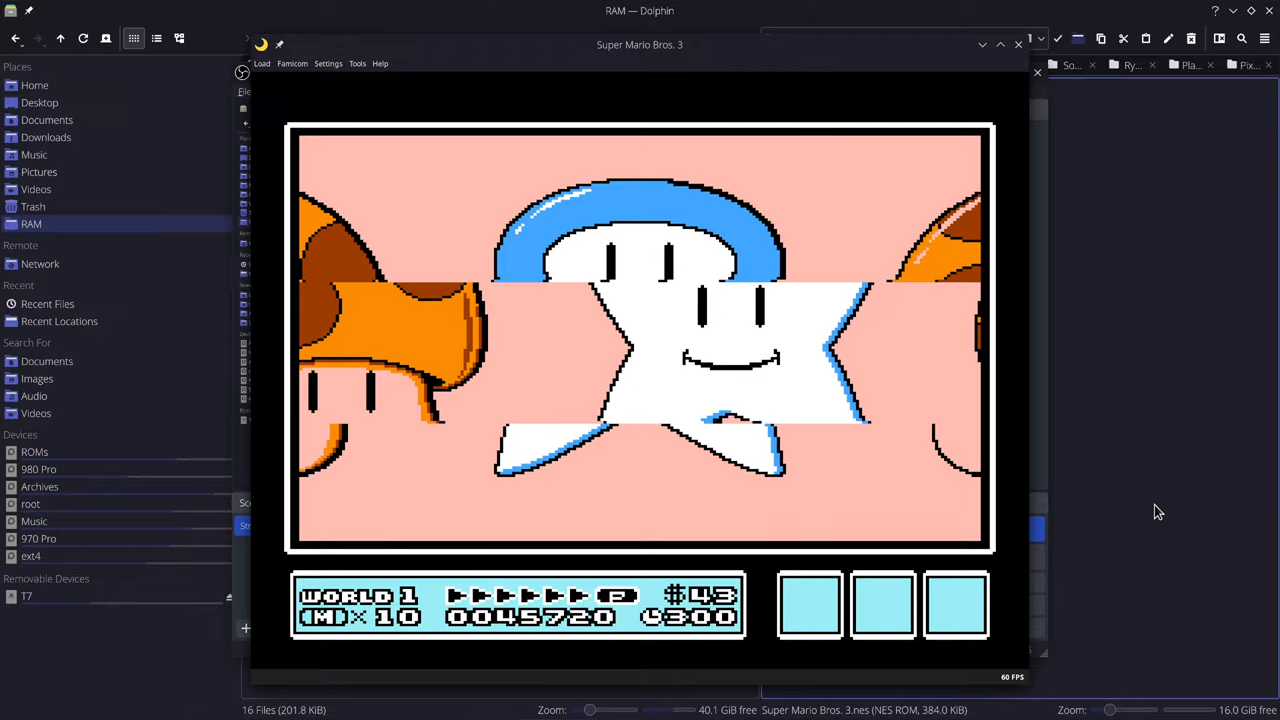 RAM — Dolphin
Super Mario Bros. 3
Load Famicom Settings Tools Help
So...
Ry...
Pla...
Pix...
Places
Home
Desktop
Documents
Downloads
Music
Pictures
Videos
Trash
RAM
Remote
Network
Recent
Recent Files
Recent Locations
Search For
Documents
Images
Audio
Videos
Devices
ROMs
980 Pro
Archives
root
Music
970 Pro
ext4
Removable Devices
T7
WORLD 1 P #43
(M)× 10 0045720 300
60 FPS
16 Files (201.8 KiB)
Zoom:
40.1 GiB free
Super Mario Bros. 3.nes (NES ROM, 384.0 KiB)
Zoom:
16.0 GiB free